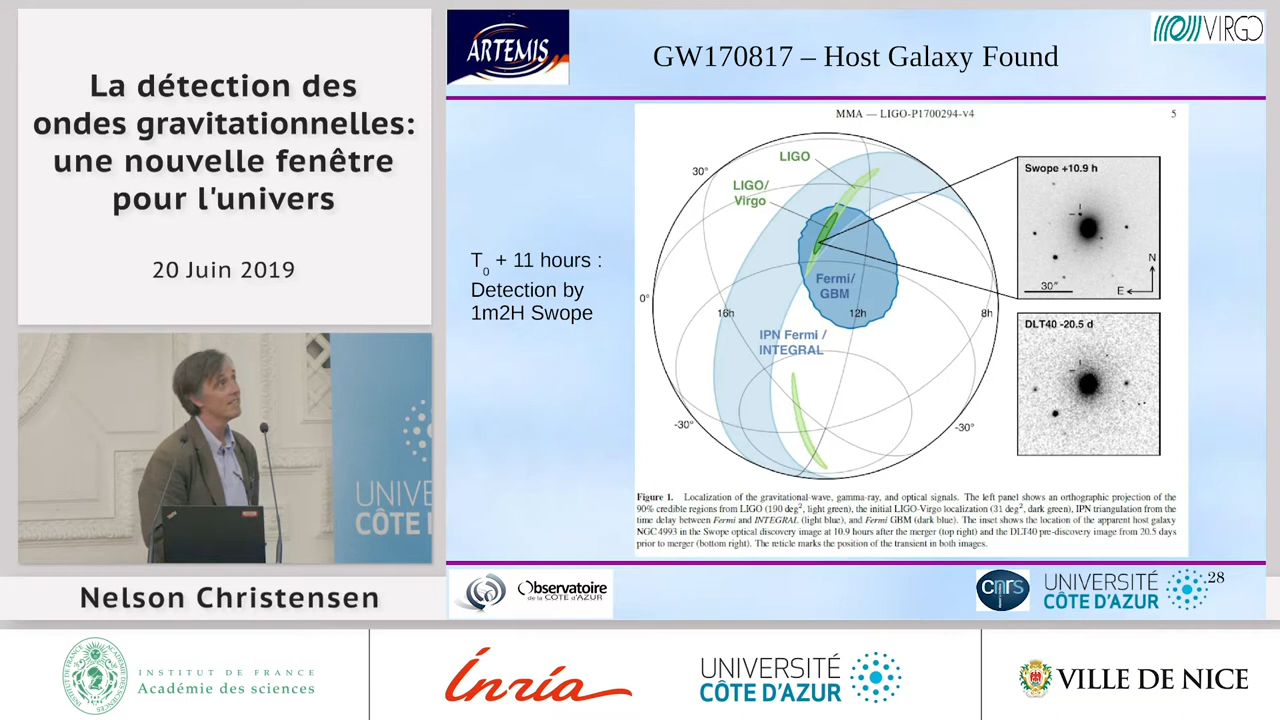 La détection des
ondes gravitationnelles:
une nouvelle fenêtre
pour l'univers
20 Juin 2019
UNIVE
CÔTE D'
Nelson Christensen
ARTEMIS
GW170817 – Host Galaxy Found
VIRGO
MMA — LIGO-P1700294-v4
5
T0 + 11 hours :
Detection by
1m2H Swope
LIGO
LIGO/
Virgo
30°
0°
-30°
-30°
16h
12h
8h
Fermi/
GBM
IPN Fermi /
INTEGRAL
Swope +10.9 h
N
30"
E
DLT40 -20.5 d
Figure 1. Localization of the gravitational-wave, gamma-ray, and optical signals. The left panel shows an orthographic projection of the
90% credible regions from LIGO (190 deg², light green), the initial LIGO-Virgo localization (31 deg², dark green), IPN triangulation from the
time delay between Fermi and INTEGRAL (light blue), and Fermi GBM (dark blue). The inset shows the location of the apparent host galaxy
NGC 4993 in the Swope optical discovery image at 10.9 hours after the merger (top right) and the DLT40 pre-discovery image from 20.5 days
prior to merger (bottom right). The reticle marks the position of the transient in both images.
Observatoire
de la CÔTE d'AZUR
cnrs
UNIVERSITÉ
CÔTE D'AZUR
28
INSTITUT DE FRANCE
Académie des sciences
Inria
UNIVERSITÉ
CÔTE D'AZUR
VILLE DE NICE